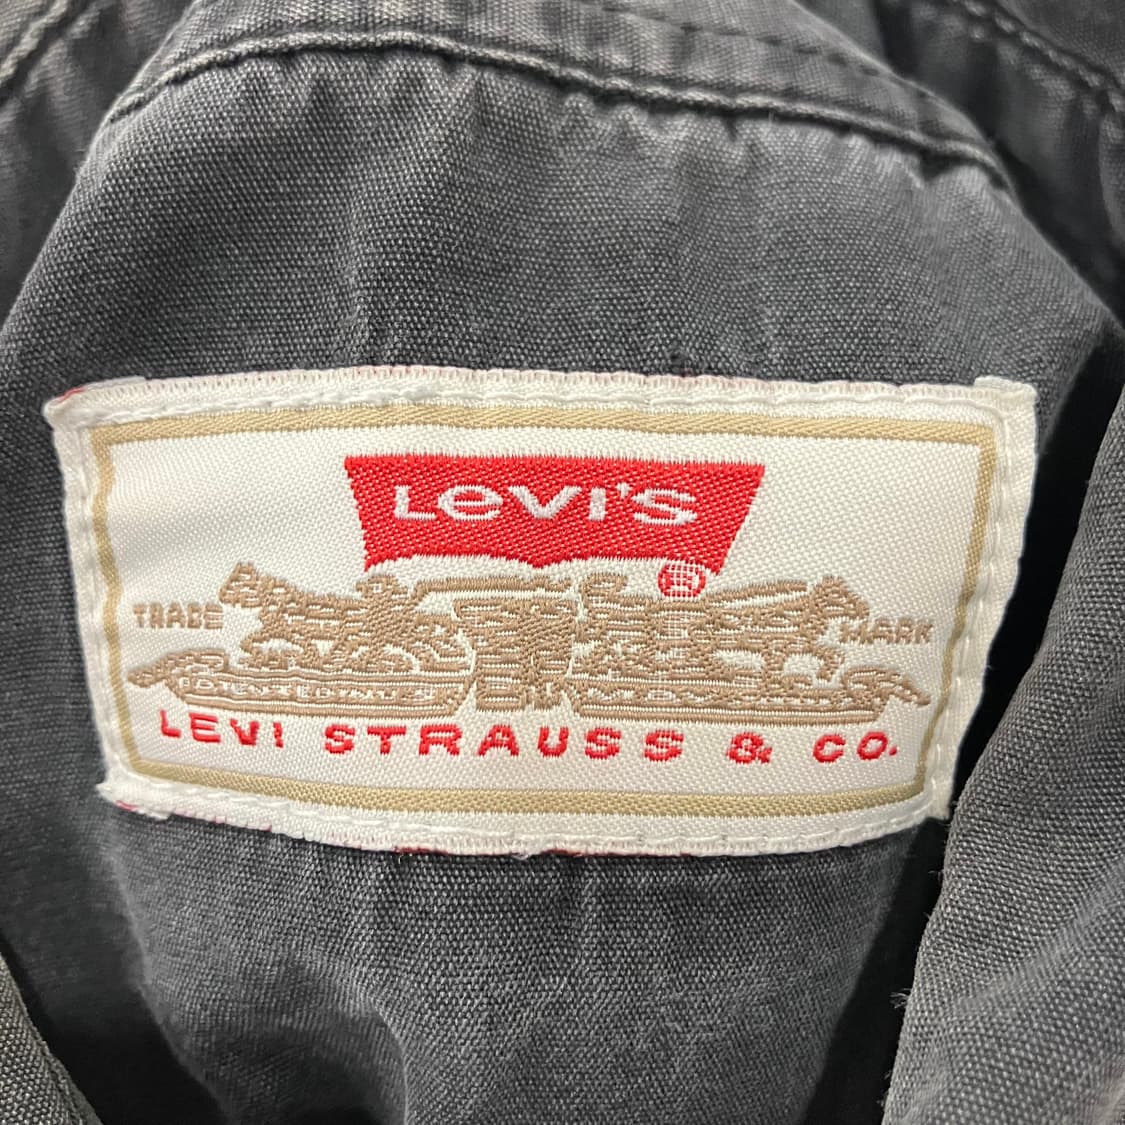 LeVI'S
®
TRADE MARK
LEVI STRAUSS & CO.